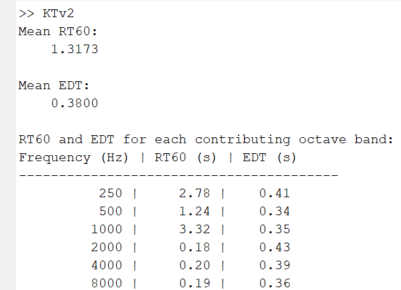 >> KTv2
Mean RT60:
1.3173
Mean EDT:
0.3800
RT60 and EDT for each contributing octave band:
Frequency (Hz) | RT60 (s) | EDT (s)
----------------------------------------
250 | 2.78 | 0.41
500 | 1.24 | 0.34
1000 | 3.32 | 0.35
2000 | 0.18 | 0.43
4000 | 0.20 | 0.39
8000 | 0.19 | 0.36